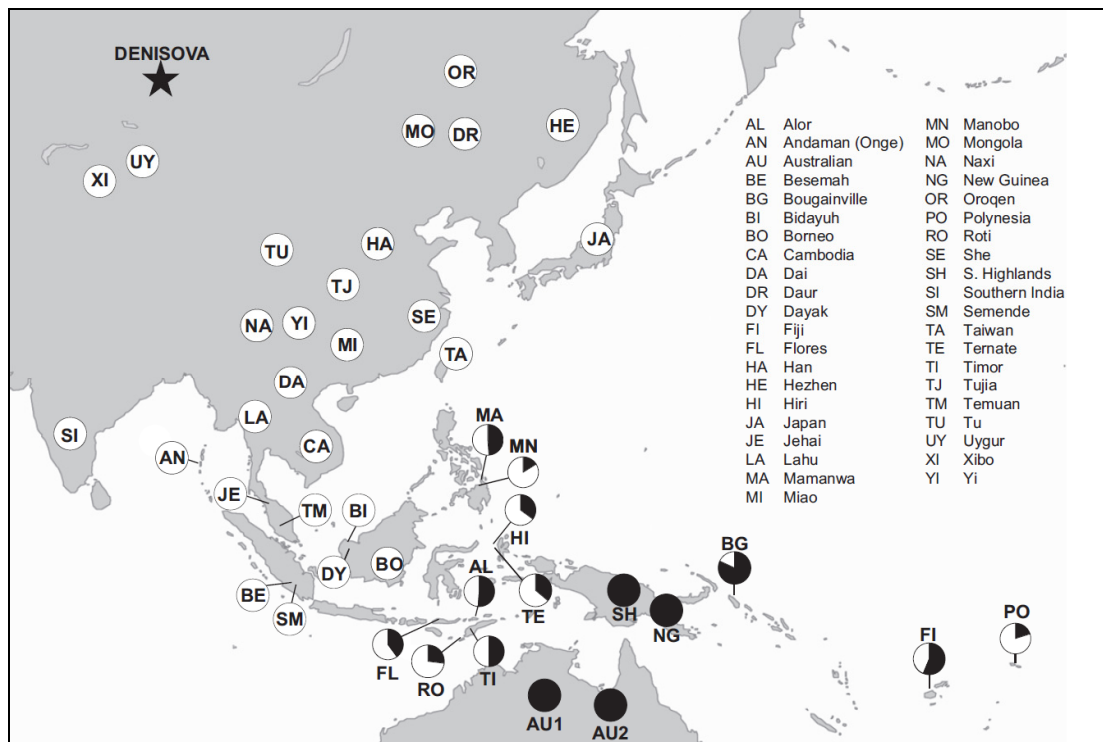 DENISOVA
OR
MO
DR
HE
UY
XI
TU
HA
JA
TJ
NA
YI
SE
MI
TA
DA
LA
SI
CA
AN
MA
MN
JE
TM
BI
HI
BO
AL
DY
BE
SM
TE
SH
NG
BG
FL
RO
TI
AU1
AU2
FI
PO
AL Alor
AN Andaman (Onge)
AU Australian
BE Besemah
BG Bougainville
BI Bidayuh
BO Borneo
CA Cambodia
DA Dai
DR Daur
DY Dayak
FI Fiji
FL Flores
HA Han
HE Hezhen
HI Hiri
JA Japan
JE Jehai
LA Lahu
MA Mamanwa
MI Miao
MN Manobo
MO Mongola
NA Naxi
NG New Guinea
OR Oroqen
PO Polynesia
RO Roti
SE She
SH S. Highlands
SI Southern India
SM Semende
TA Taiwan
TE Ternate
TI Timor
TJ Tujia
TM Temuan
TU Tu
UY Uygur
XI Xibo
YI Yi